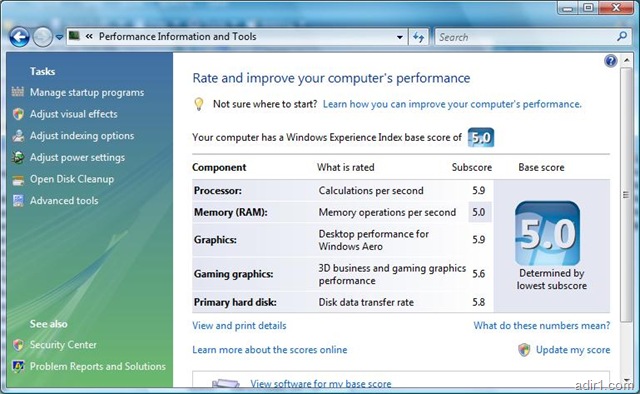 Performance Information and Tools
Search
Tasks
Manage startup programs
Adjust visual effects
Adjust indexing options
Adjust power settings
Open Disk Cleanup
Advanced tools
See also
Security Center
Problem Reports and Solutions
Rate and improve your computer's performance
Not sure where to start? Learn how you can improve your computer's performance.
Your computer has a Windows Experience Index base score of 5.0
Component What is rated Subscore Base score
Processor: Calculations per second 5.9
Memory (RAM): Memory operations per second 5.0
Graphics: Desktop performance for
Windows Aero 5.9
Gaming graphics: 3D business and gaming graphics
performance 5.6
Primary hard disk: Disk data transfer rate 5.8
5.0
Determined by
lowest subscore
View and print details What do these numbers mean?
Learn more about the scores online Update my score
View software for my base score
adir1.com